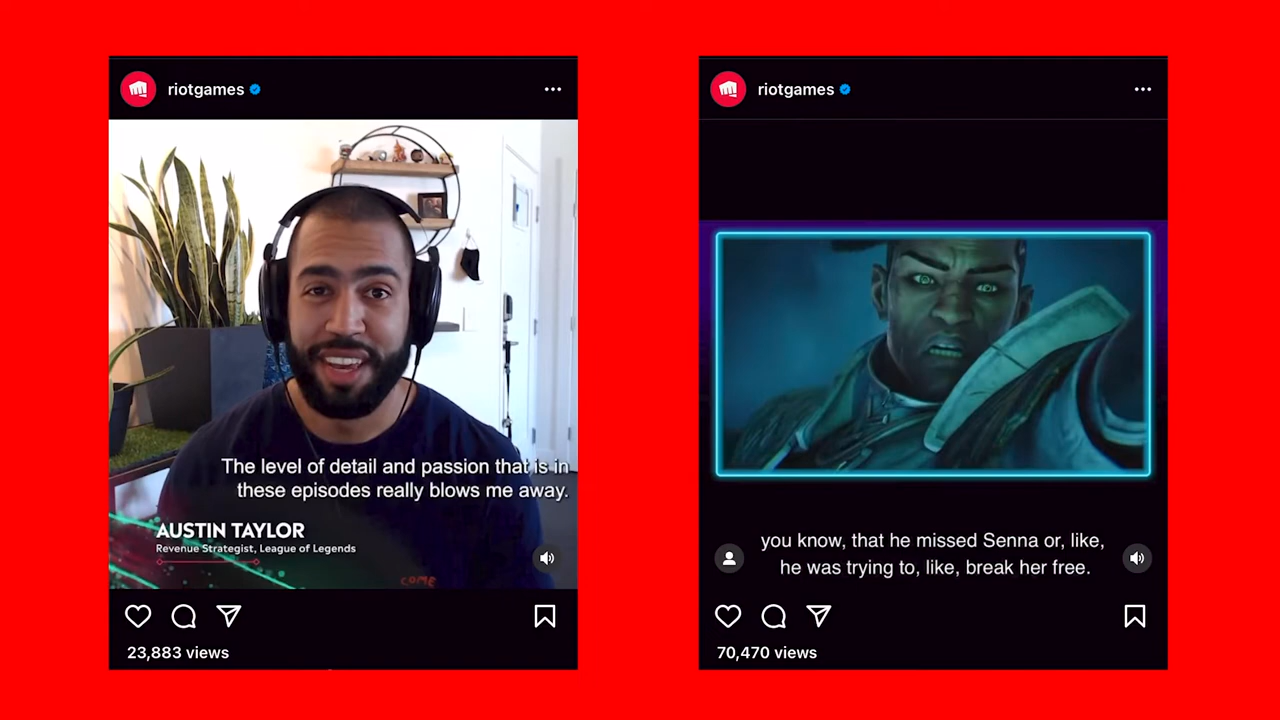 riotgames
The level of detail and passion that is in
these episodes really blows me away.
AUSTIN TAYLOR
Revenue Strategist, League of Legends
COME
23,883 views
riotgames
you know, that he missed Senna or, like,
he was trying to, like, break her free.
70,470 views